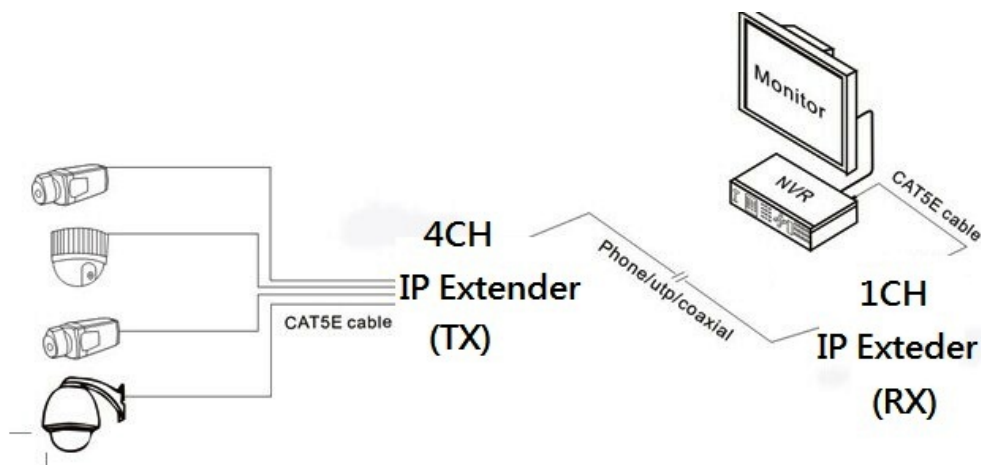 Monitor
NVR
CAT5E cable
4CH
IP Extender
(TX)
CAT5E cable
Phone/utp/coaxial
1CH
IP Exteder
(RX)